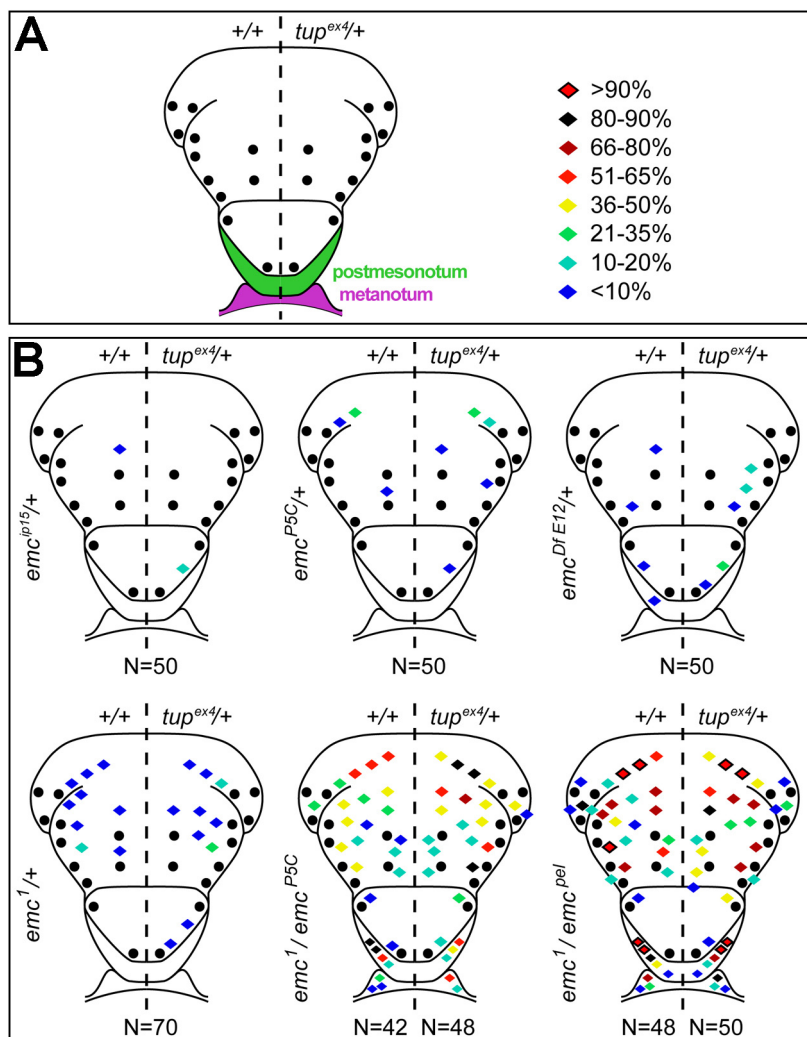 A
+/+ tup^ex4/+
>90%
80-90%
66-80%
51-65%
36-50%
21-35%
10-20%
<10%
postmesonotum
metanotum
B
+/+ tup^ex4/+
+/+ tup^ex4/+
+/+ tup^ex4/+
emc^ip15/+
emc^P5C/+
emc^Df E12/+
N=50
N=50
N=50
+/+ tup^ex4/+
+/+ tup^ex4/+
+/+ tup^ex4/+
emc^1/+
emc^1/ emc^P5C
emc^1/ emc^pel
N=70
N=42 N=48
N=48 N=50